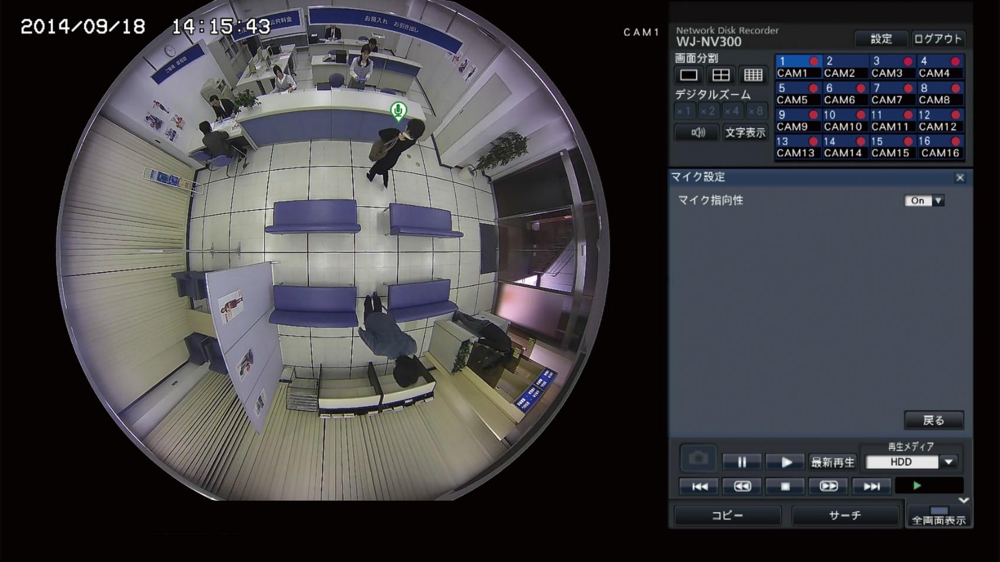 2014/09/18 14:15:43
公共料金
お預入れ お引き出し
CAM1
Network Disk Recorder
WJ-NV300
設定
ログアウト
画面分割
デジタルズーム
×1 ×2 ×4 ×8
文字表示
1 2 3 4
CAM1 CAM2 CAM3 CAM4
5 6 7 8
CAM5 CAM6 CAM7 CAM8
9 10 11 12
CAM9 CAM10 CAM11 CAM12
13 14 15 16
CAM13 CAM14 CAM15 CAM16
マイク設定
マイク指向性
On
戻る
再生メディア
最新再生
HDD
コピー
サーチ
全画面表示